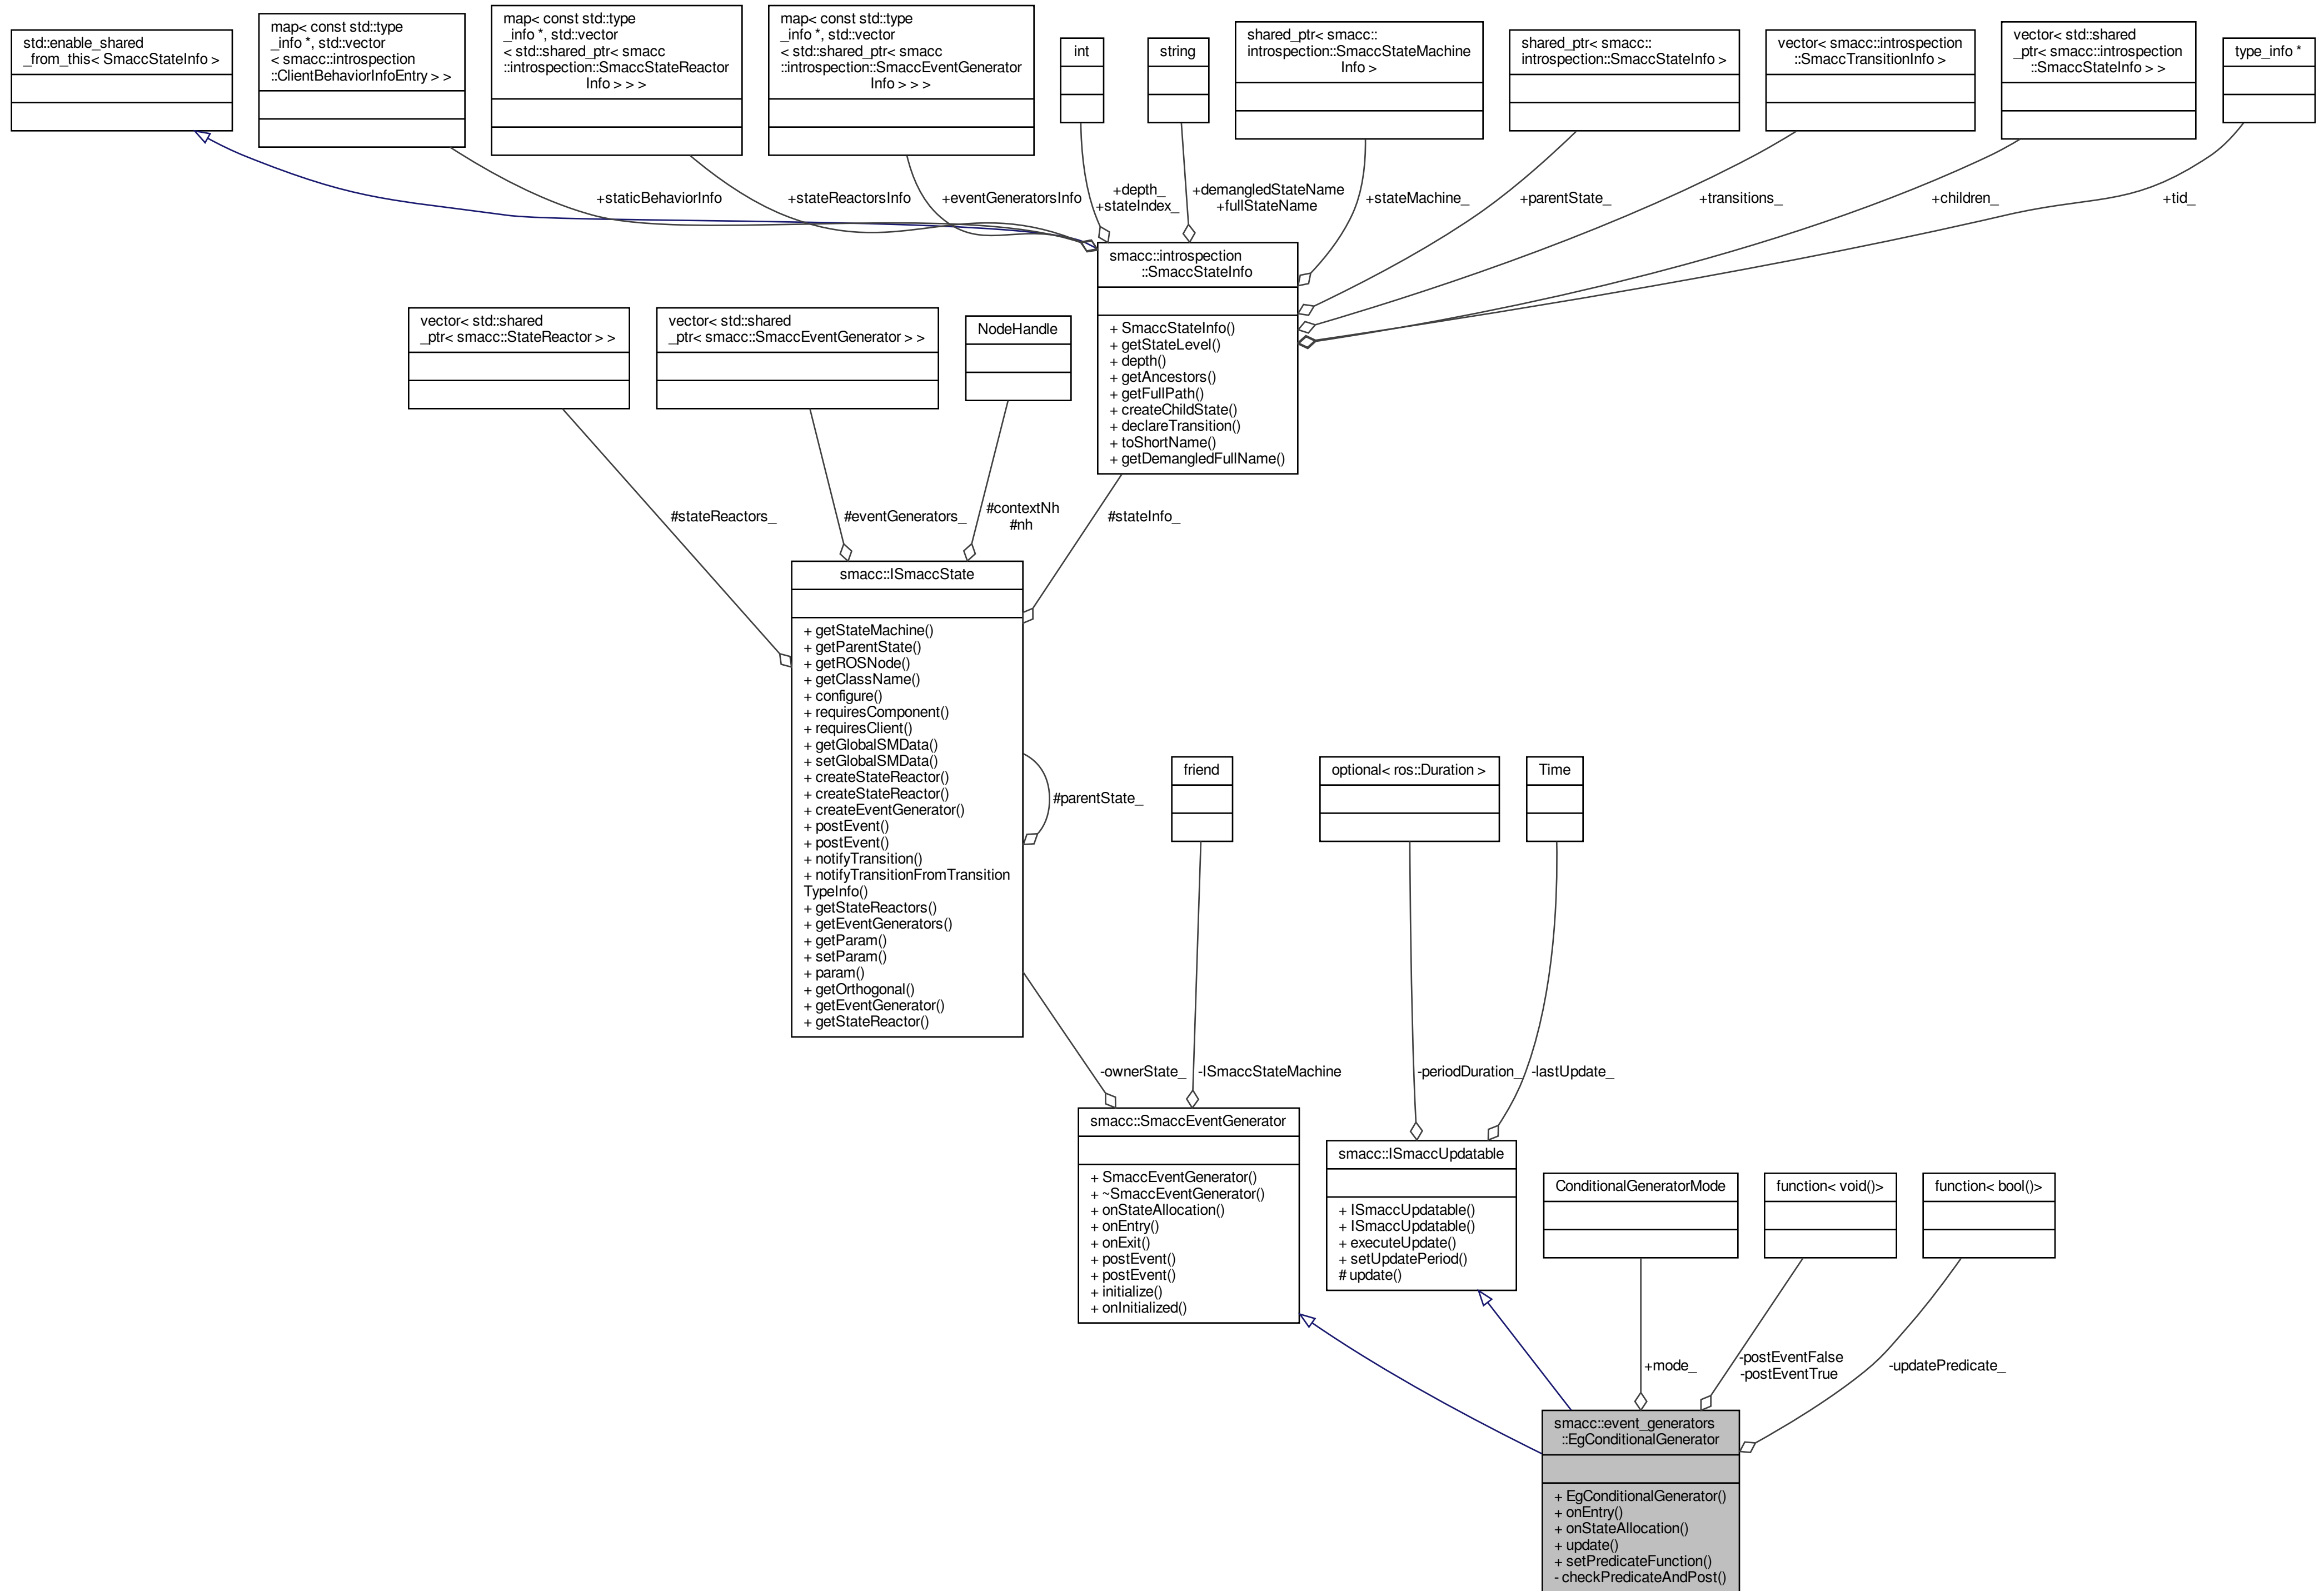 std::enable_shared
_from_this< SmaccStateInfo >
map< const std::type
_info *, std::vector
< smacc::introspection
::ClientBehaviorInfoEntry > >
map< const std::type
_info *, std::vector
< std::shared_ptr< smacc
::introspection::SmaccStateReactor
Info > > >
map< const std::type
_info *, std::vector
< std::shared_ptr< smacc
::introspection::SmaccEventGenerator
Info > > >
int
string
shared_ptr< smacc::
introspection::SmaccStateMachine
Info >
shared_ptr< smacc::
introspection::SmaccStateInfo >
vector< smacc::introspection
::SmaccTransitionInfo >
vector< std::shared
_ptr< smacc::introspection
::SmaccStateInfo > >
type_info *
+staticBehaviorInfo
+stateReactorsInfo
+eventGeneratorsInfo
+depth_
+stateIndex_
+demangledStateName
+fullStateName
+stateMachine_
+parentState_
+transitions_
+children_
+tid_
smacc::introspection
::SmaccStateInfo
+ SmaccStateInfo()
+ getStateLevel()
+ depth()
+ getAncestors()
+ getFullPath()
+ createChildState()
+ declareTransition()
+ toShortName()
+ getDemangledFullName()
vector< std::shared
_ptr< smacc::StateReactor > >
vector< std::shared
_ptr< smacc::SmaccEventGenerator > >
NodeHandle
#stateReactors_
#eventGenerators_
#contextNh
#nh
#stateInfo_
smacc::ISmaccState
+ getStateMachine()
+ getParentState()
+ getROSNode()
+ getClassName()
+ configure()
+ requiresComponent()
+ requiresClient()
+ getGlobalSMData()
+ setGlobalSMData()
+ createStateReactor()
+ createStateReactor()
+ createEventGenerator()
+ postEvent()
+ postEvent()
+ notifyTransition()
+ notifyTransitionFromTransition
TypeInfo()
+ getStateReactors()
+ getEventGenerators()
+ getParam()
+ setParam()
+ param()
+ getOrthogonal()
+ getEventGenerator()
+ getStateReactor()
#parentState_
friend
optional< ros::Duration >
Time
-ownerState_
-ISmaccStateMachine
-periodDuration_
-lastUpdate_
smacc::SmaccEventGenerator
+ SmaccEventGenerator()
+ ~SmaccEventGenerator()
+ onStateAllocation()
+ onEntry()
+ onExit()
+ postEvent()
+ postEvent()
+ initialize()
+ onInitialized()
smacc::ISmaccUpdatable
+ ISmaccUpdatable()
+ ISmaccUpdatable()
+ executeUpdate()
+ setUpdatePeriod()
# update()
ConditionalGeneratorMode
function< void()>
function< bool()>
+mode_
-postEventFalse
-postEventTrue
-updatePredicate_
smacc::event_generators
::EgConditionalGenerator
+ EgConditionalGenerator()
+ onEntry()
+ onStateAllocation()
+ update()
+ setPredicateFunction()
- checkPredicateAndPost()